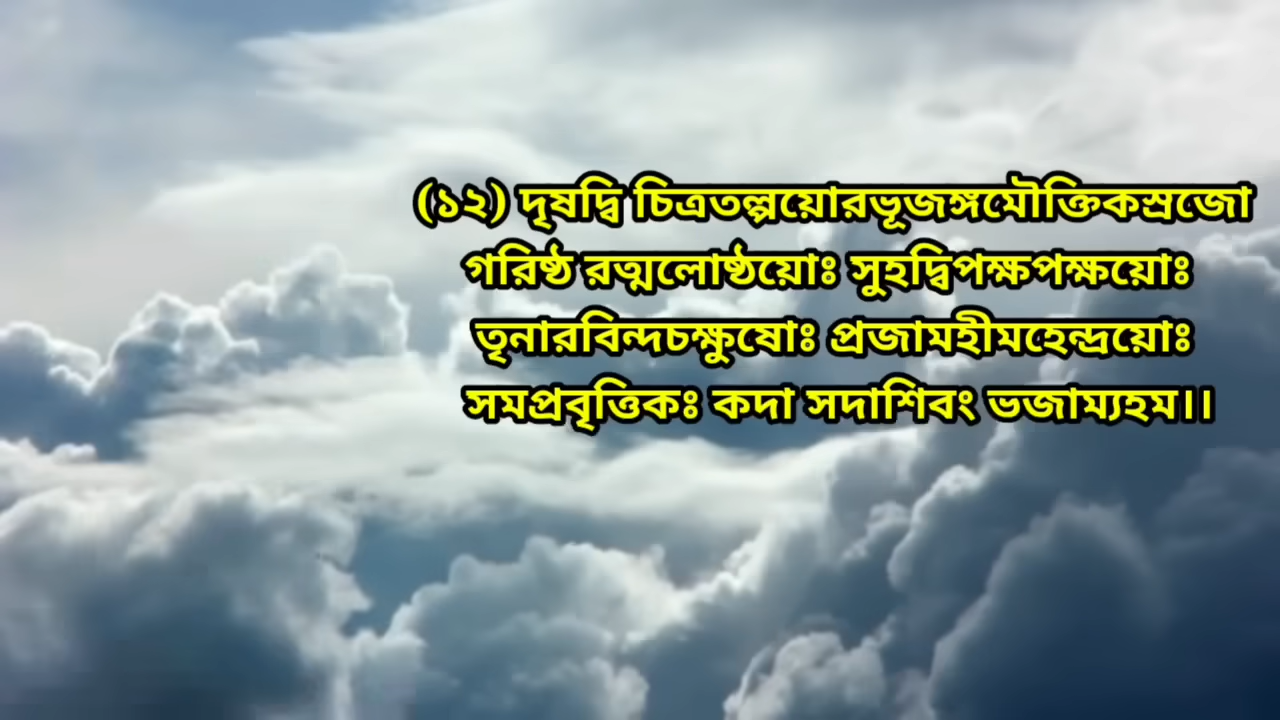 (১২) দৃষদ্বি চিত্রতল্পয়োরভূজঙ্গমৌক্তিকস্রজো
গরিষ্ঠ রত্মলোষ্ঠয়োঃ সুহৃদ্বিপক্ষপক্ষয়োঃ
তৃনারবিন্দচক্ষুষোঃ প্রজামহীমহেন্দ্রয়োঃ
সমপ্রবৃত্তিকঃ কদা সদাশিবং ভজাম্যহম।।